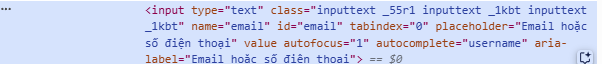 <input type="text" class="inputtext _55r1 inputtext _1kbt inputtext
_1kbt" name="email" id="email" tabindex="0" placeholder="Email hoặc
số điện thoại" value autofocus="1" autocomplete="username" aria-
label="Email hoặc số điện thoại"> == $0